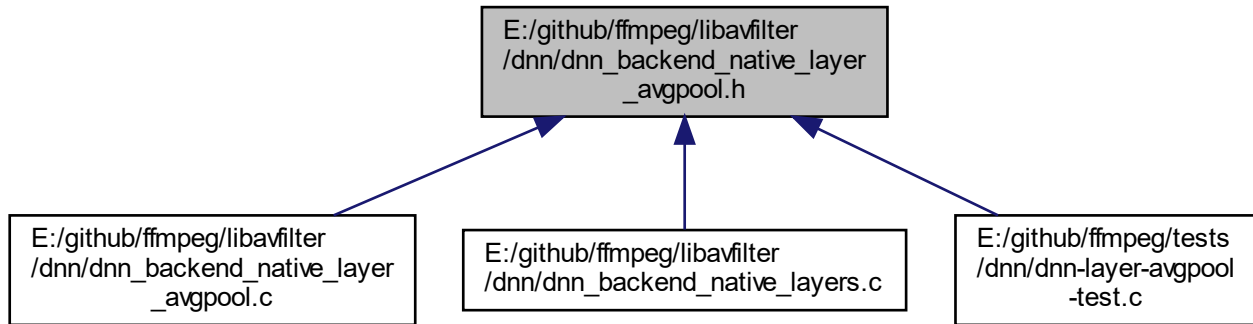 E:/github/ffmpeg/libavfilter
/dnn/dnn_backend_native_layer
_avgpool.h
E:/github/ffmpeg/libavfilter
/dnn/dnn_backend_native_layer
_avgpool.c
E:/github/ffmpeg/libavfilter
/dnn/dnn_backend_native_layers.c
E:/github/ffmpeg/tests
/dnn/dnn-layer-avgpool
-test.c